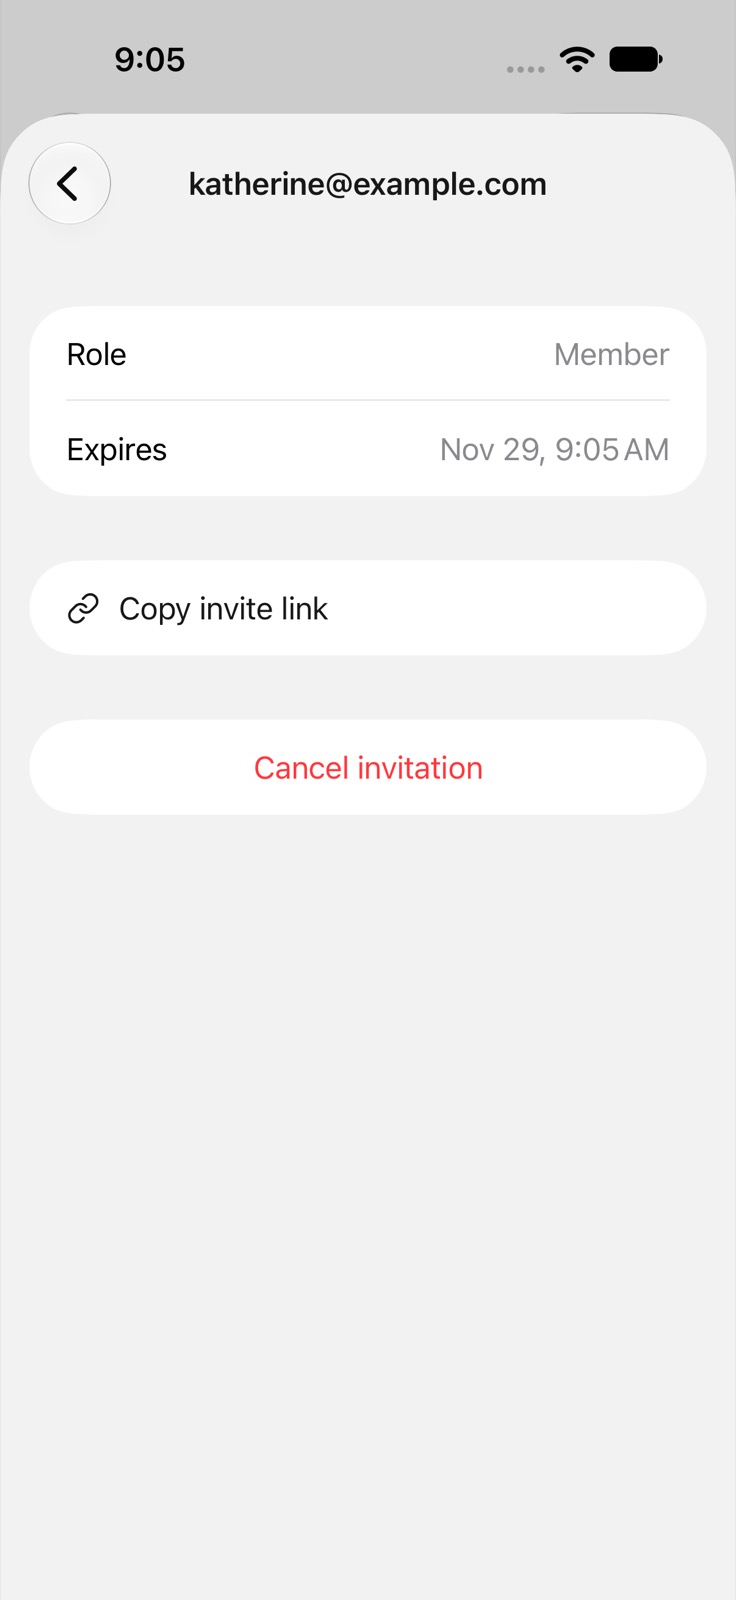 9:05
katherine@example.com
Role Member
Expires Nov 29, 9:05 AM
Copy invite link
Cancel invitation